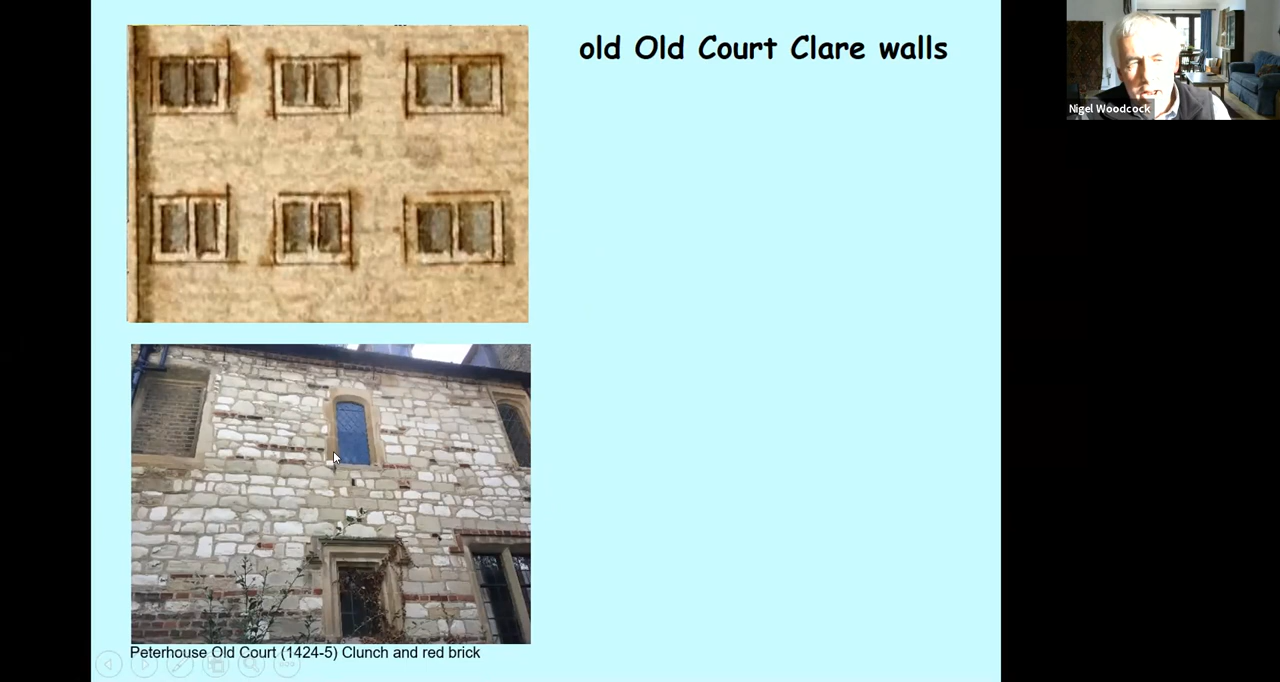 old Old Court Clare walls
Nigel Woodcock
Peterhouse Old Court (1424-5) Clunch and red brick